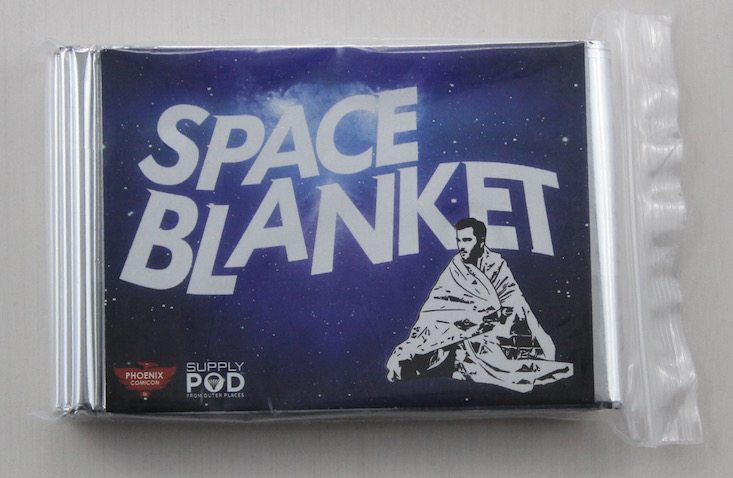 SPACE
BLANKET
PHOENIX
COMICON
SUPPLY
POD
FROM OUTER PLACES